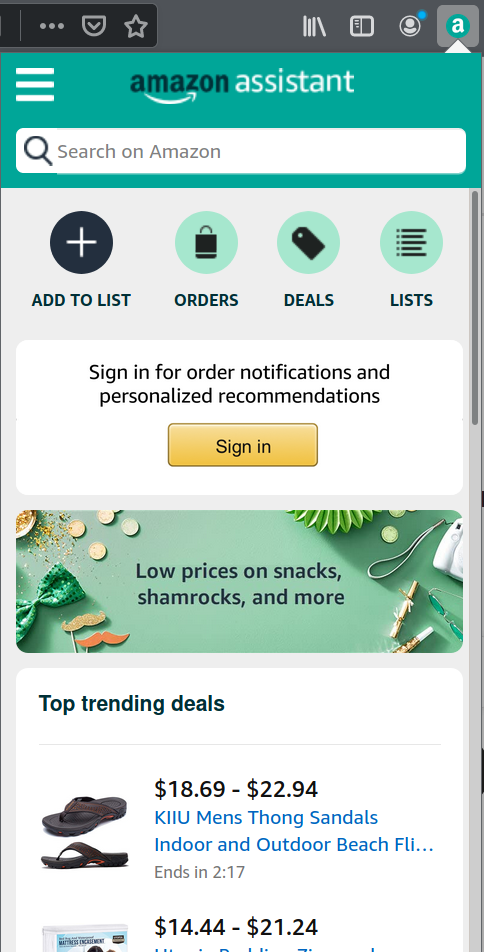 a
amazon assistant
Search on Amazon
ADD TO LIST
ORDERS
DEALS
LISTS
Sign in for order notifications and
personalized recommendations
Sign in
Low prices on snacks,
shamrocks, and more
Top trending deals
$18.69 - $22.94
KIIU Mens Thong Sandals
Indoor and Outdoor Beach Fli…
Ends in 2:17
MATTRESS ENCASEMENT
$14.44 - $21.24